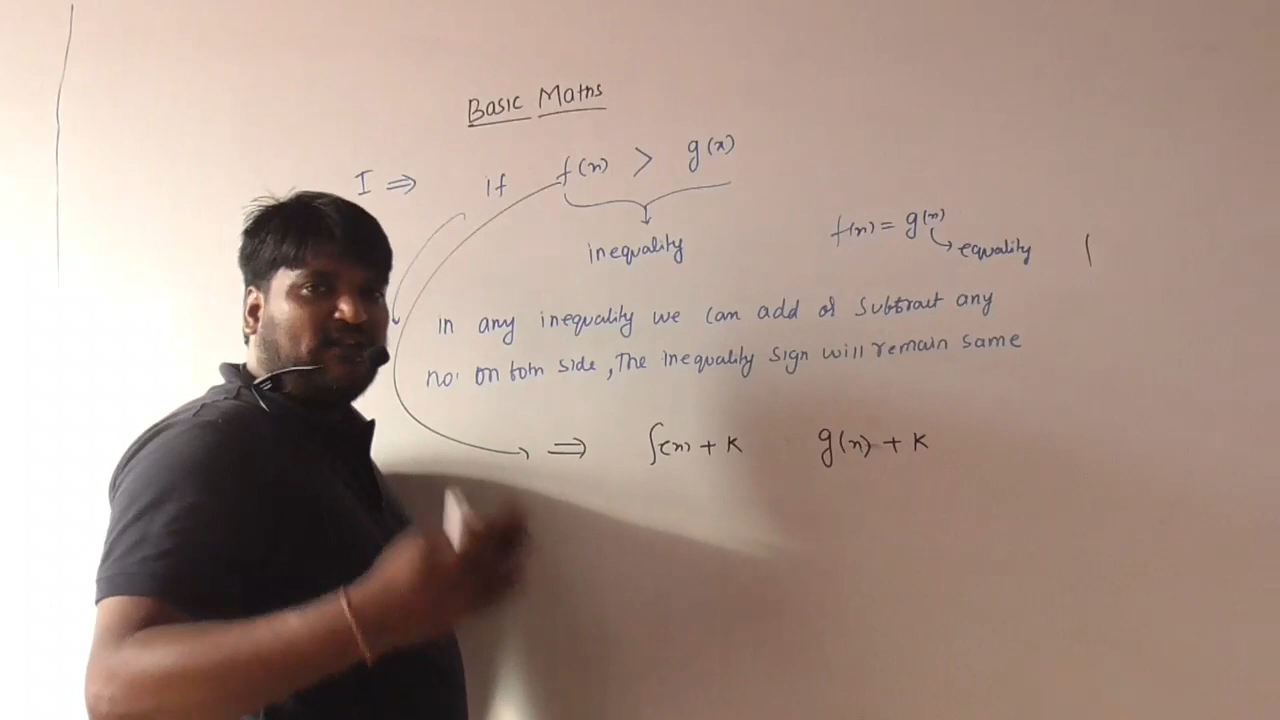 Basic Maths
I ⇒ if f(x) > g(x)
inequality
f(x) = g(x)
equality
in any inequality we can add or subtract any
no. on both side, The inequality sign will remain same
⇒ f(x) + K g(x) + K